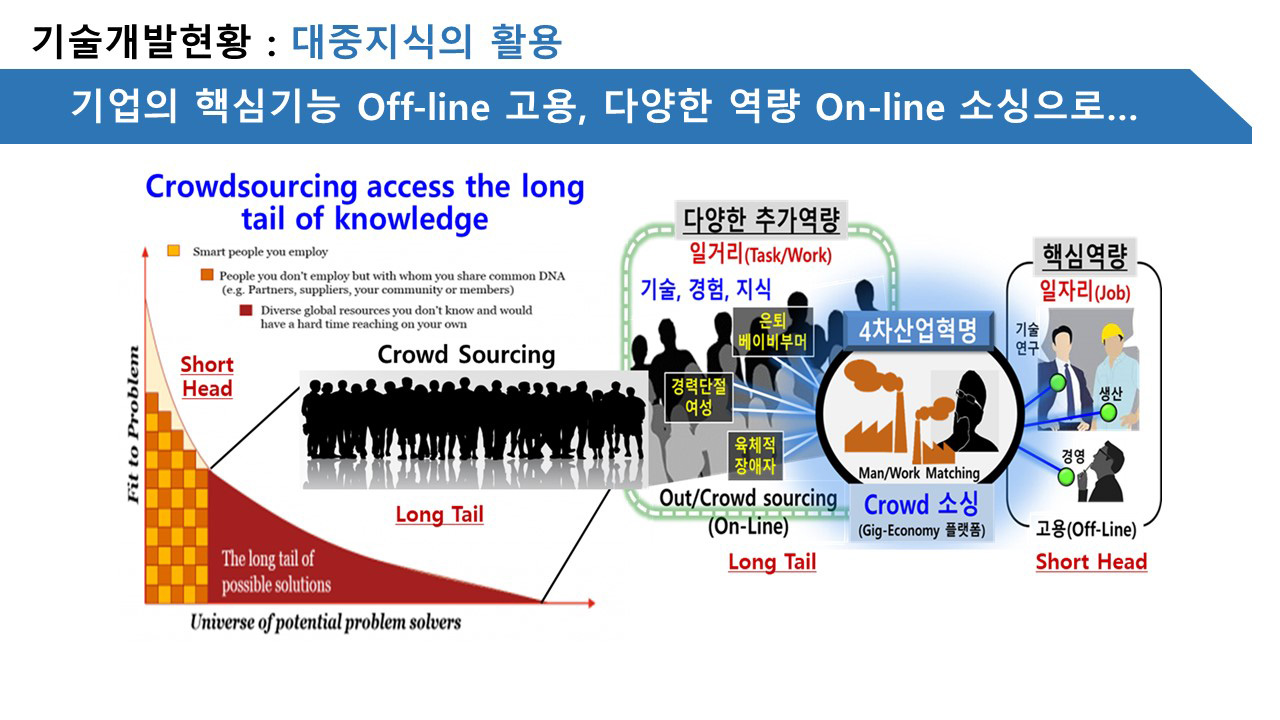 기술개발현황 : 대중지식의 활용
기업의 핵심기능 Off-line 고용, 다양한 역량 On-line 소싱으로...
Crowdsourcing access the long
tail of knowledge
Smart people you employ
People you don't employ but with whom you share common DNA
(e.g. Partners, suppliers, your community or members)
Diverse global resources you don't know and would
have a hard time reaching on your own
Fit to Problem
Short
Head
Crowd Sourcing
Long Tail
The long tail of
possible solutions
Universe of potential problem solvers
다양한 추가역량
일거리(Task/Work)
기술, 경험, 지식
은퇴
베이비부머
경력단절
여성
육체적
장애자
Out/Crowd sourcing
(On-Line)
Long Tail
4차산업혁명
Man/Work Matching
Crowd 소싱
(Gig-Economy 플랫폼)
핵심역량
일자리(Job)
기술
연구
생산
경영
고용(Off-Line)
Short Head